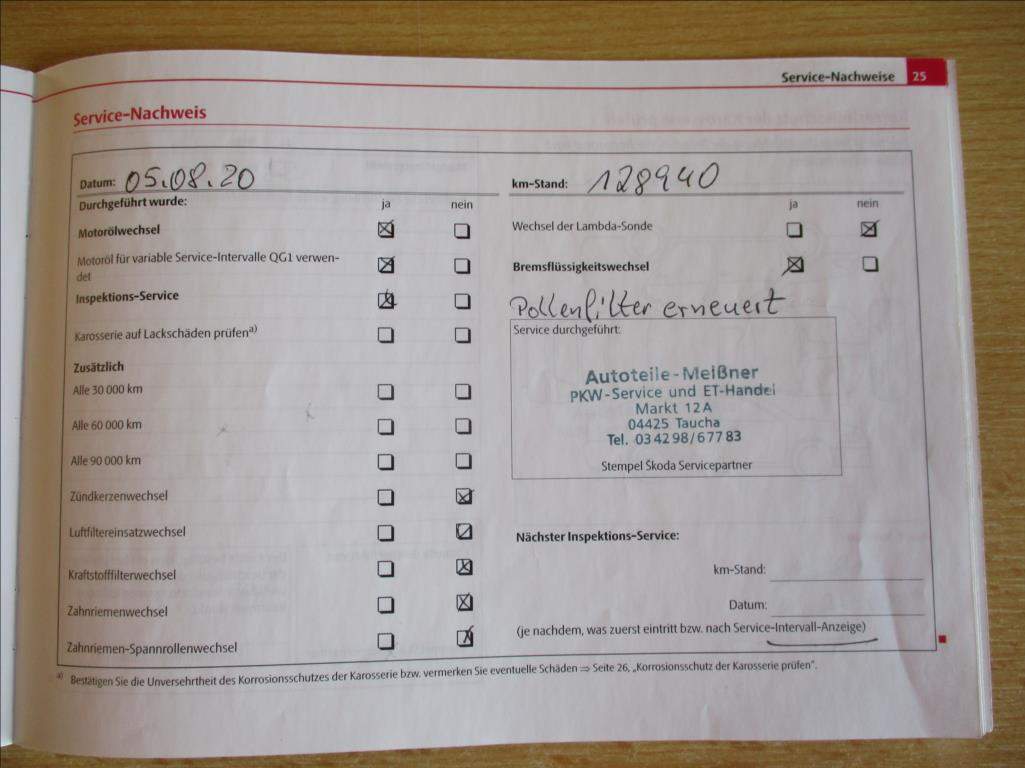 Service-Nachweise 25
Service-Nachweis
Datum: 05.08.20
km-Stand: 128940
Durchgeführt wurde: ja nein
Motorölwechsel
Motoröl für variable Service-Intervalle QG1 verwen-
det
Inspektions-Service
Karosserie auf Lackschäden prüfen a)
Zusätzlich
Alle 30 000 km
Alle 60 000 km
Alle 90 000 km
Zündkerzenwechsel
Luftfiltereinsatzwechsel
Kraftstofffilterwechsel
Zahnriemenwechsel
Zahnriemen-Spannrollenwechsel
ja nein
Wechsel der Lambda-Sonde
Bremsflüssigkeitswechsel
Pollenfilter erneuert
Service durchgeführt:
Autoteile-Meißner
PKW-Service und ET-Handel
Markt 12A
04425 Taucha
Tel. 034298/67783
Stempel Škoda Servicepartner
Nächster Inspektions-Service:
km-Stand:
Datum:
(je nachdem, was zuerst eintritt bzw. nach Service-Intervall-Anzeige)
a) Bestätigen Sie die Unversehrtheit des Korrosionsschutzes der Karosserie bzw. vermerken Sie eventuelle Schäden ⇒ Seite 26, „Korrosionsschutz der Karosserie prüfen".